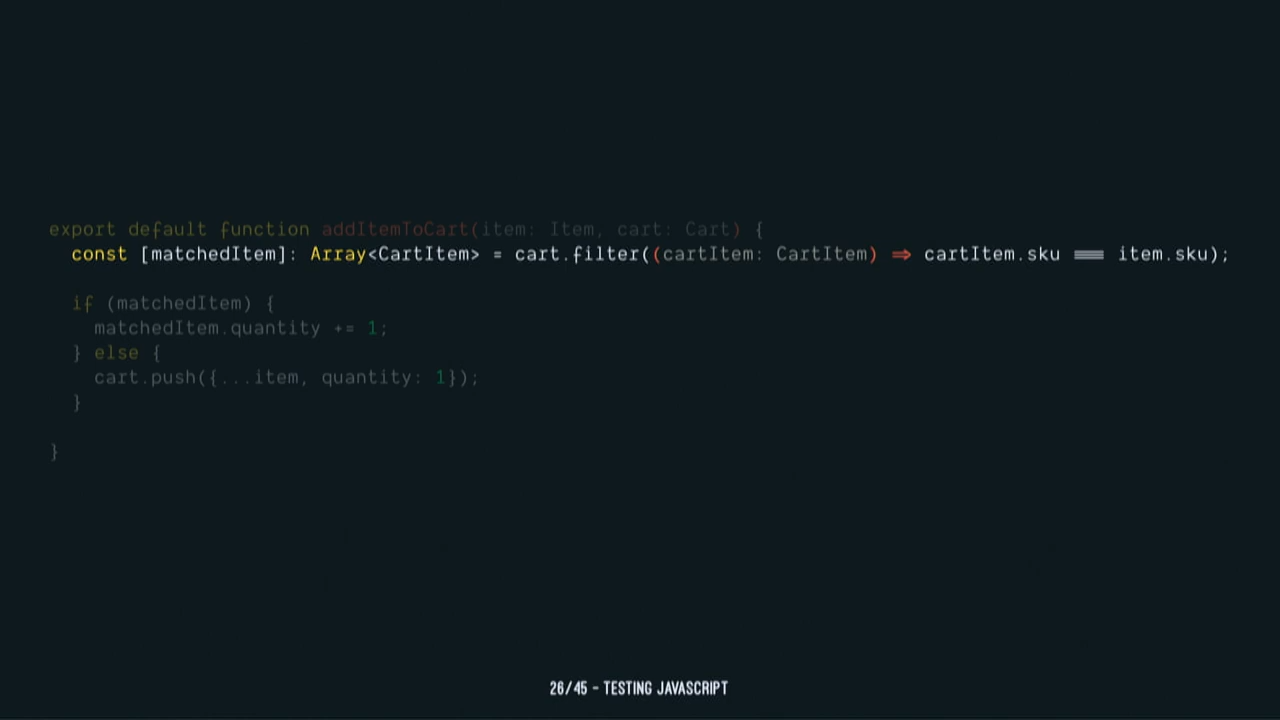 export default function addItemToCart(item: Item, cart: Cart) {
const [matchedItem]: Array<CartItem> = cart.filter((cartItem: CartItem) => cartItem.sku === item.sku);
if (matchedItem) {
matchedItem.quantity += 1;
} else {
cart.push({...item, quantity: 1});
}
}
26/45 - TESTING JAVASCRIPT